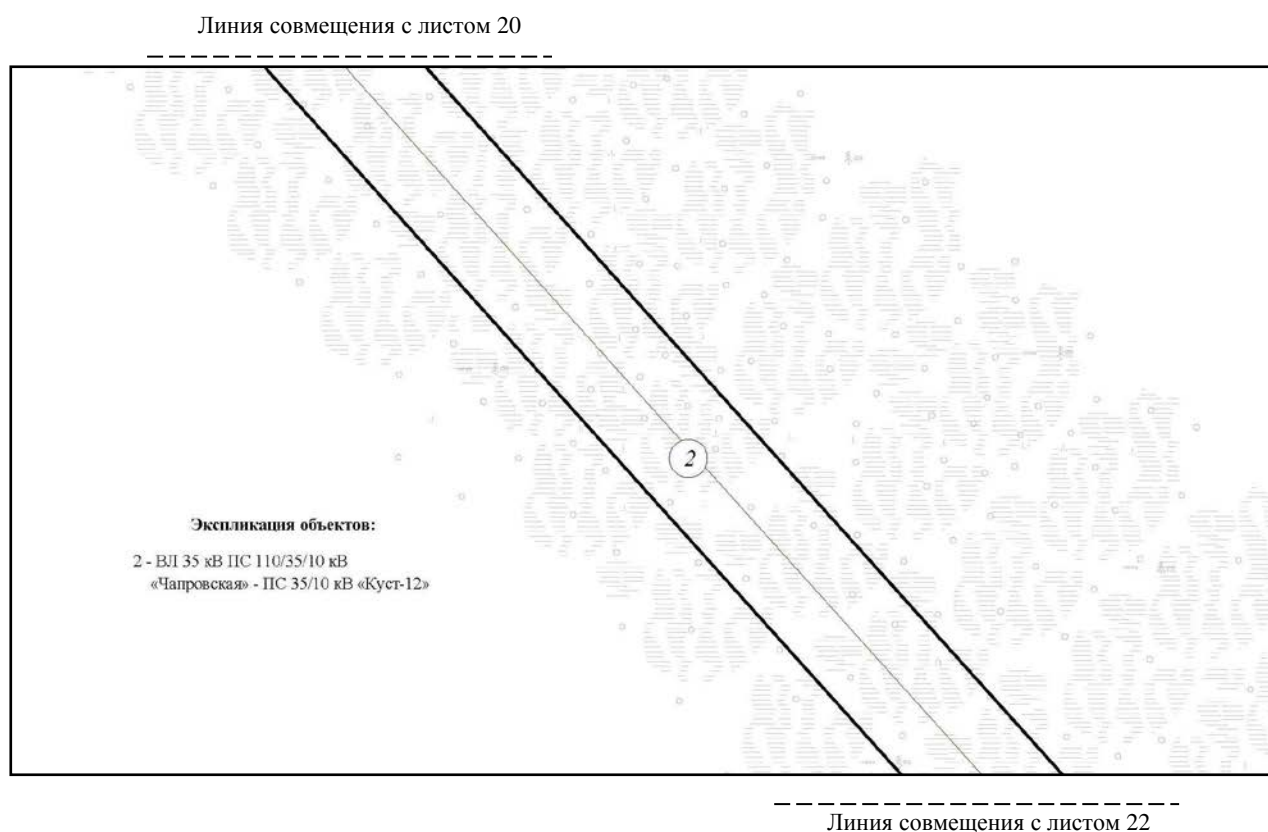 Линия совмещения с листом 20
2
Экспликация объектов:
2 - ВЛ 35 кВ ПС 110/35/10 кВ
«Чапровская» - ПС 35/10 кВ «Куст-12»
Линия совмещения с листом 22